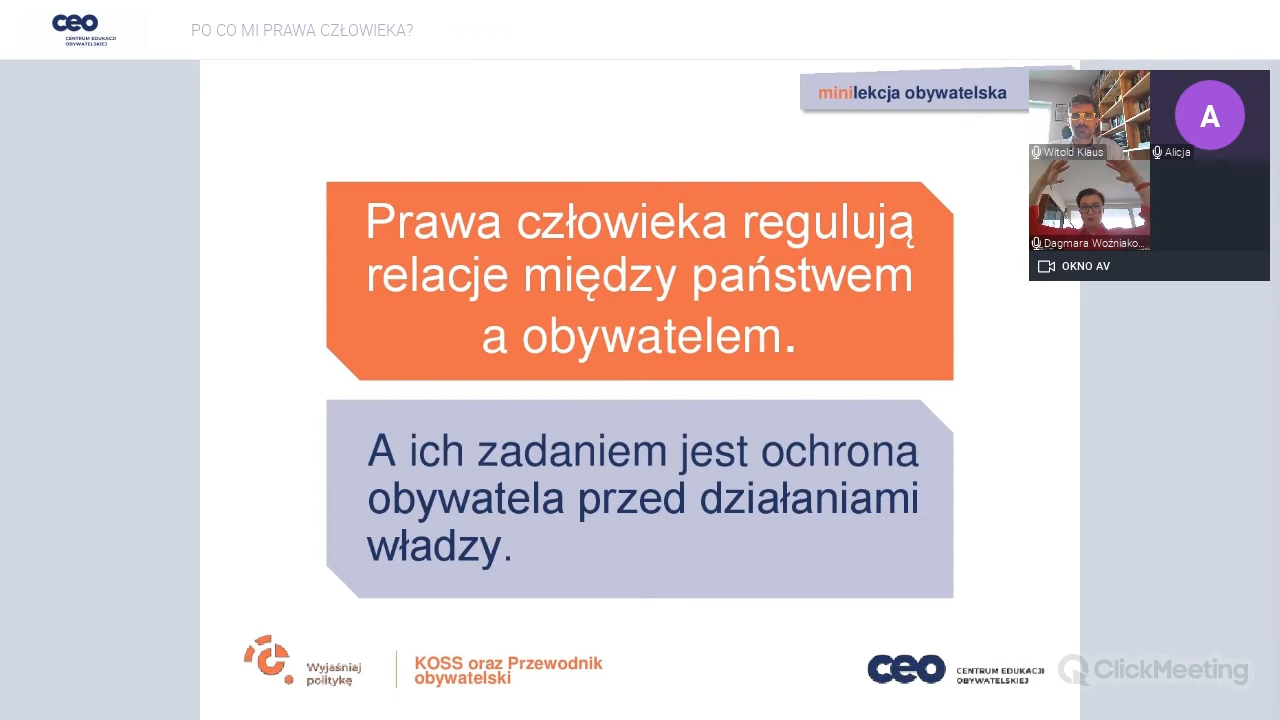 ceo
CENTRUM EDUKACJI
OBYWATELSKIEJ
PO CO MI PRAWA CZŁOWIEKA?
minilekcja obywatelska
A
Witold Klaus
Alicja
Dagmara Woźniako...
OKNO AV
Prawa człowieka regulują
relacje między państwem
a obywatelem.
A ich zadaniem jest ochrona
obywatela przed działaniami
władzy.
Wyjaśniaj
politykę
KOSS oraz Przewodnik
obywatelski
ceo
CENTRUM EDUKACJI
OBYWATELSKIEJ
ClickMeeting